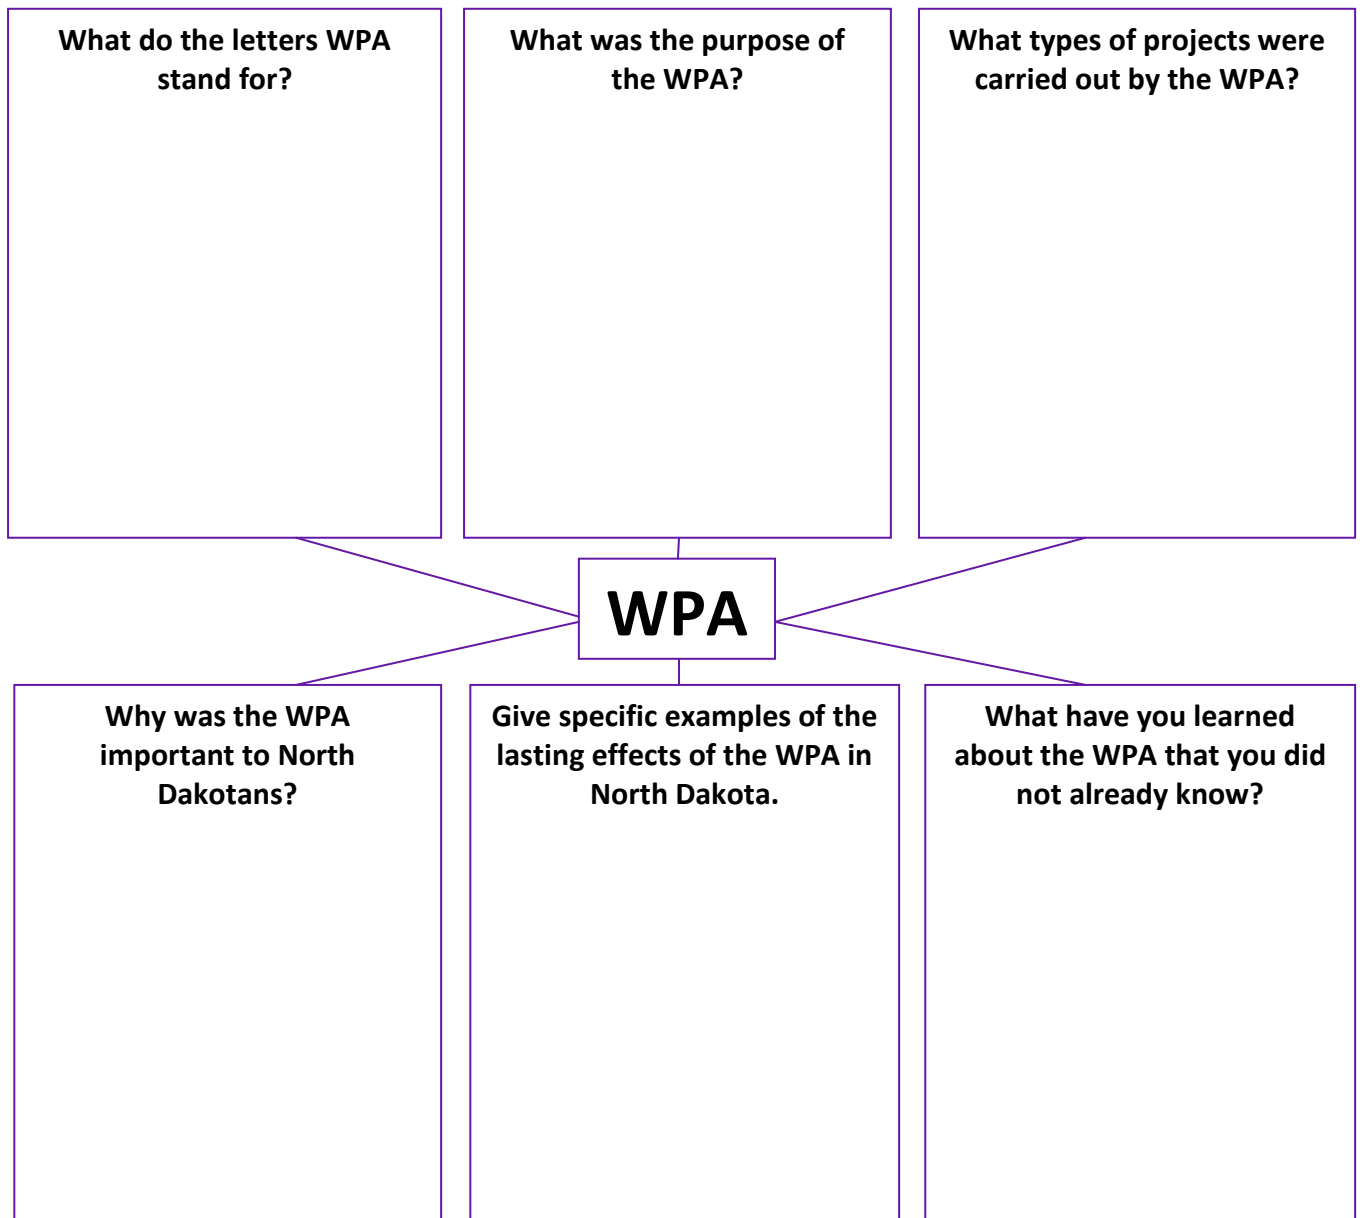 What do the letters WPA
stand for?
What was the purpose of
the WPA?
What types of projects were
carried out by the WPA?
WPA
Why was the WPA
important to North
Dakotans?
Give specific examples of the
lasting effects of the WPA in
North Dakota.
What have you learned
about the WPA that you did
not already know?